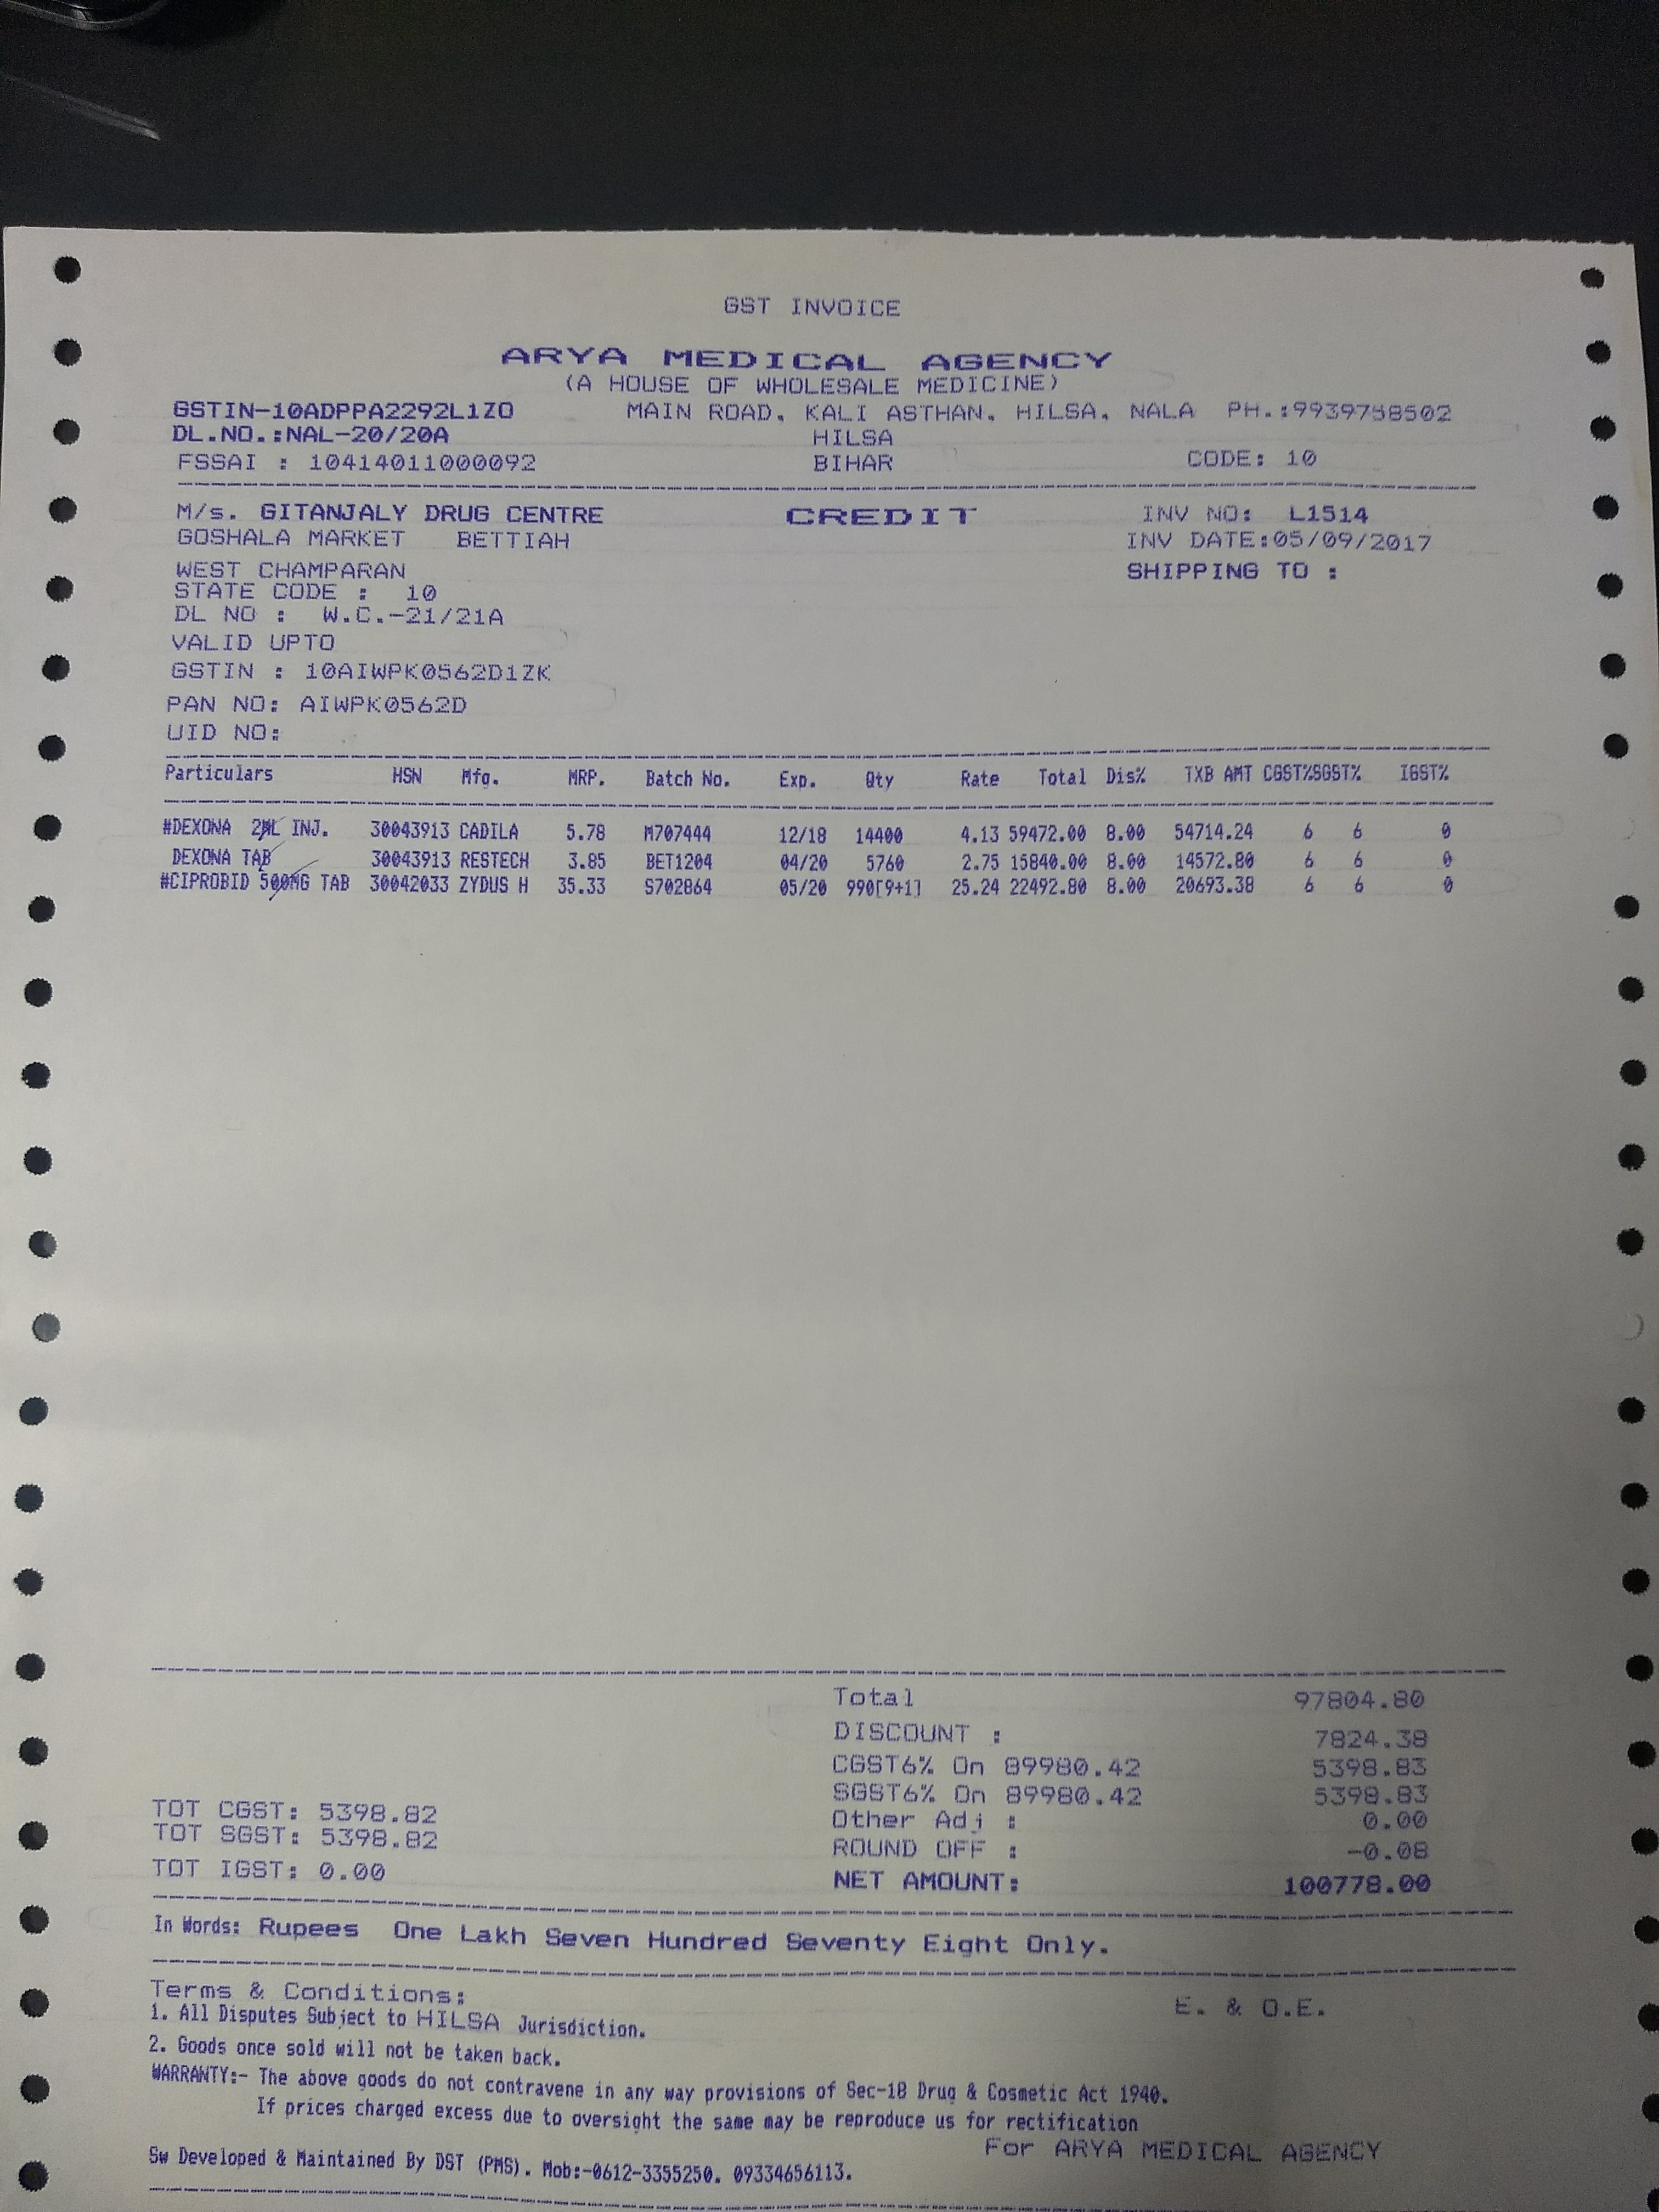 GST INVOICE
ARYA MEDICAL AGENCY
(A HOUSE OF WHOLESALE MEDICINE)
GSTIN-10ADPPA2292L1ZO MAIN ROAD, KALI ASTHAN, HILSA, NALA PH.:9939758502
DL.NO.:NAL-20/20A HILSA
FSSAI : 10414011000092 BIHAR CODE: 10
M/s. GITANJALY DRUG CENTRE CREDIT INV NO: L1514
GOSHALA MARKET BETTIAH INV DATE:05/09/2017
WEST CHAMPARAN SHIPPING TO :
STATE CODE : 10
DL NO : W.C.-21/21A
VALID UPTO
GSTIN : 10AIWPK0562D1ZK
PAN NO: AIWPK0562D
UID NO:
Particulars HSN Mfg. MRP. Batch No. Exp. Qty Rate Total Dis% TXB AMT CGST%SGST% IGST%
#DEXONA 2ML INJ. 30043913 CADILA 5.78 M707444 12/18 14400 4.13 59472.00 8.00 54714.24 6 6 0
DEXONA TAB 30043913 RESTECH 3.85 BET1204 04/20 5760 2.75 15840.00 8.00 14572.80 6 6 0
#CIPROBID 500MG TAB 30042033 ZYDUS H 35.33 S702864 05/20 990[9+1] 25.24 22492.80 8.00 20693.38 6 6 0
Total 97804.80
DISCOUNT : 7824.38
CGST6% On 89980.42 5398.83
SGST6% On 89980.42 5398.83
TOT CGST: 5398.82
TOT SGST: 5398.82 Other Adj : 0.00
ROUND OFF : -0.08
TOT IGST: 0.00 NET AMOUNT: 100778.00
In Words: Rupees One Lakh Seven Hundred Seventy Eight Only.
Terms & Conditions: E. & O.E.
1. All Disputes Subject to HILSA Jurisdiction.
2. Goods once sold will not be taken back.
WARRANTY:- The above goods do not contravene in any way provisions of Sec-18 Drug & Cosmetic Act 1940.
If prices charged excess due to oversight the same may be reproduce us for rectification
For ARYA MEDICAL AGENCY
Sw Developed & Maintained By DST (PMS). Mob:-0612-3355250. 09334656113.